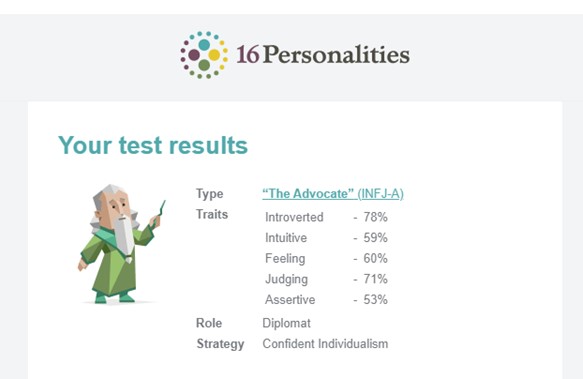 16Personalities
Your test results
Type “The Advocate” (INFJ-A)
Traits
Introverted - 78%
Intuitive - 59%
Feeling - 60%
Judging - 71%
Assertive - 53%
Role Diplomat
Strategy Confident Individualism